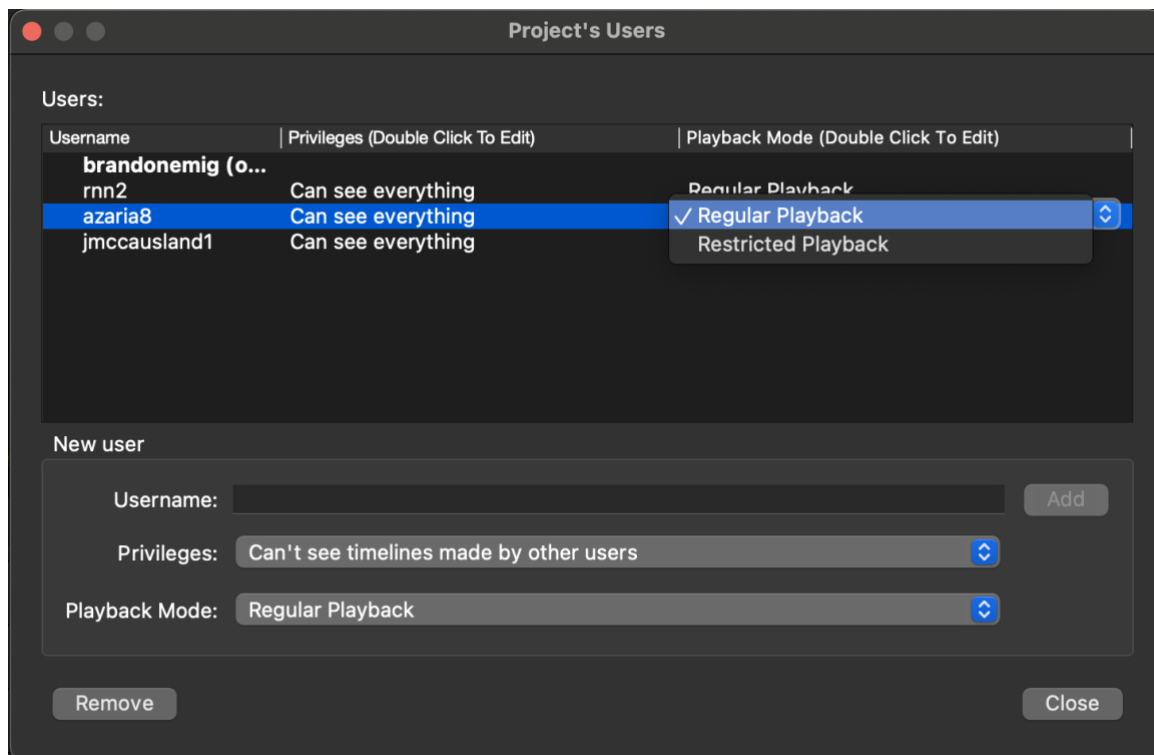 Project's Users
Users:
Username Privileges (Double Click To Edit) Playback Mode (Double Click To Edit)
brandonemig (o...
rnn2 Can see everything Regular Playback
azaria8 Can see everything ✓ Regular Playback
Restricted Playback
jmccausland1 Can see everything
New user
Username: Add
Privileges: Can't see timelines made by other users
Playback Mode: Regular Playback
Remove Close